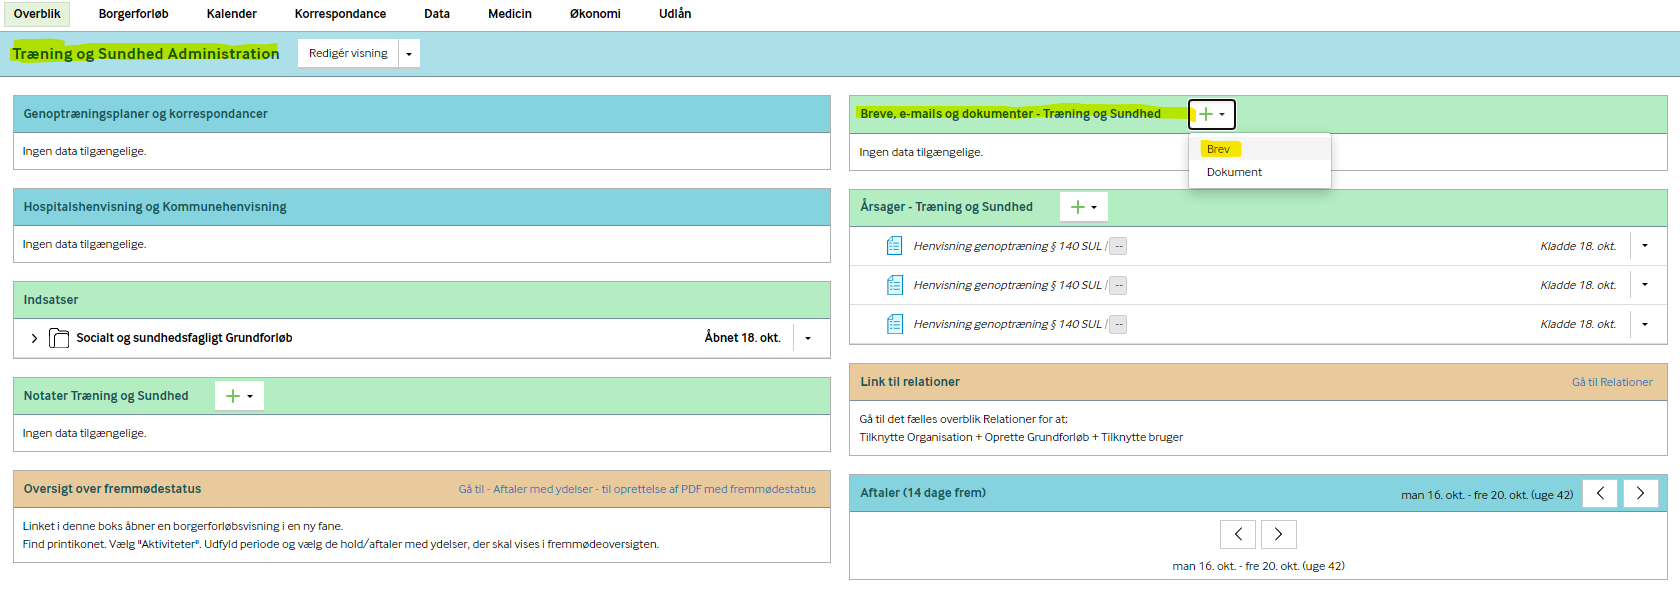 Overblik Borgerforløb Kalender Korrespondance Data Medicin Økonomi Udlån
Træning og Sundhed Administration Redigér visning
Genoptræningsplaner og korrespondancer
Ingen data tilgængelige.
Hospitalshenvisning og Kommunehenvisning
Ingen data tilgængelige.
Indsatser
Socialt og sundhedsfagligt Grundforløb Åbnet 18. okt.
Notater Træning og Sundhed
Ingen data tilgængelige.
Oversigt over fremmødestatus Gå til - Aftaler med ydelser - til oprettelse af PDF med fremmødestatus
Linket i denne boks åbner en borgerforløbsvisning i en ny fane.
Find printikonet. Vælg "Aktiviteter". Udfyld periode og vælg de hold/aftaler med ydelser, der skal vises i fremmødeoversigten.
Breve, e-mails og dokumenter - Træning og Sundhed
Ingen data tilgængelige.
Brev
Dokument
Årsager - Træning og Sundhed
Henvisning genoptræning § 140 SUL / -- Kladde 18. okt.
Henvisning genoptræning § 140 SUL / -- Kladde 18. okt.
Henvisning genoptræning § 140 SUL / -- Kladde 18. okt.
Link til relationer Gå til Relationer
Gå til det fælles overblik Relationer for at;
Tilknytte Organisation + Oprette Grundforløb + Tilknytte bruger
Aftaler (14 dage frem) man 16. okt. - fre 20. okt. (uge 42)
man 16. okt. - fre 20. okt. (uge 42)